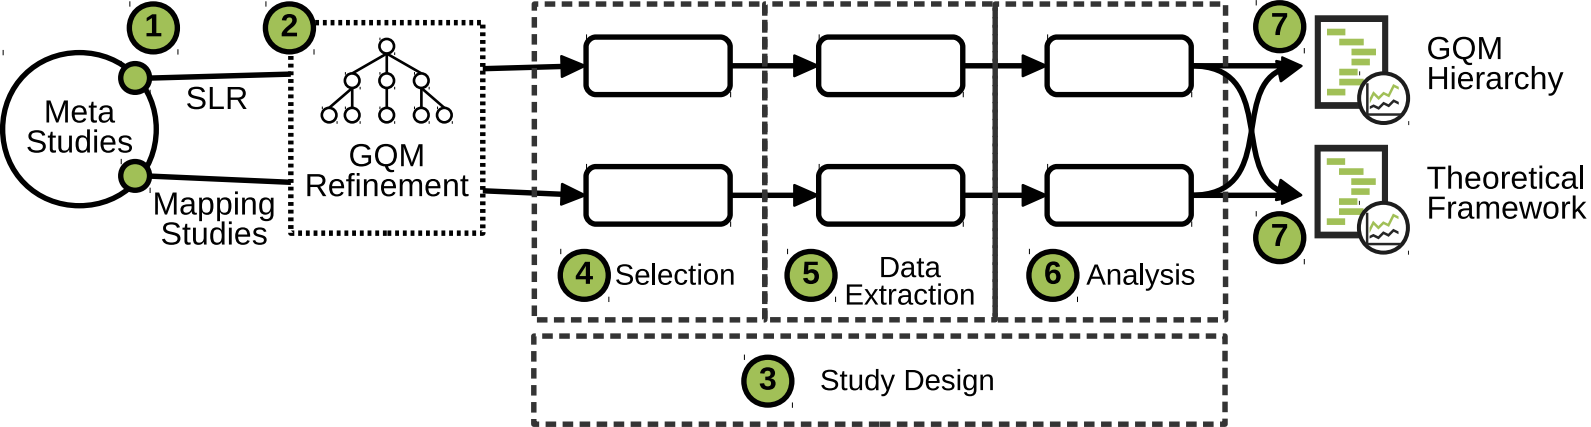 1
Meta
Studies
SLR
Mapping
Studies
2
GQM
Refinement
4 Selection
5 Data
Extraction
6 Analysis
3 Study Design
7
GQM
Hierarchy
7
Theoretical
Framework